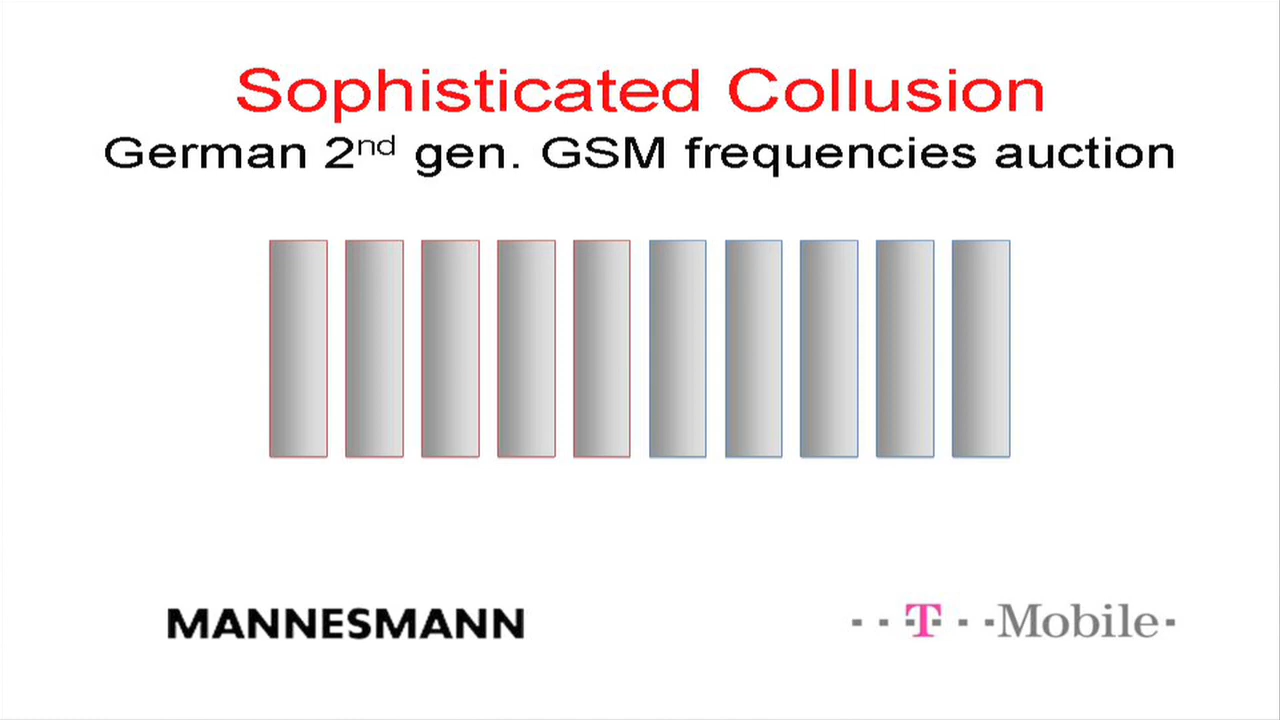 Sophisticated Collusion
German 2nd gen. GSM frequencies auction
MANNESMANN
T Mobile